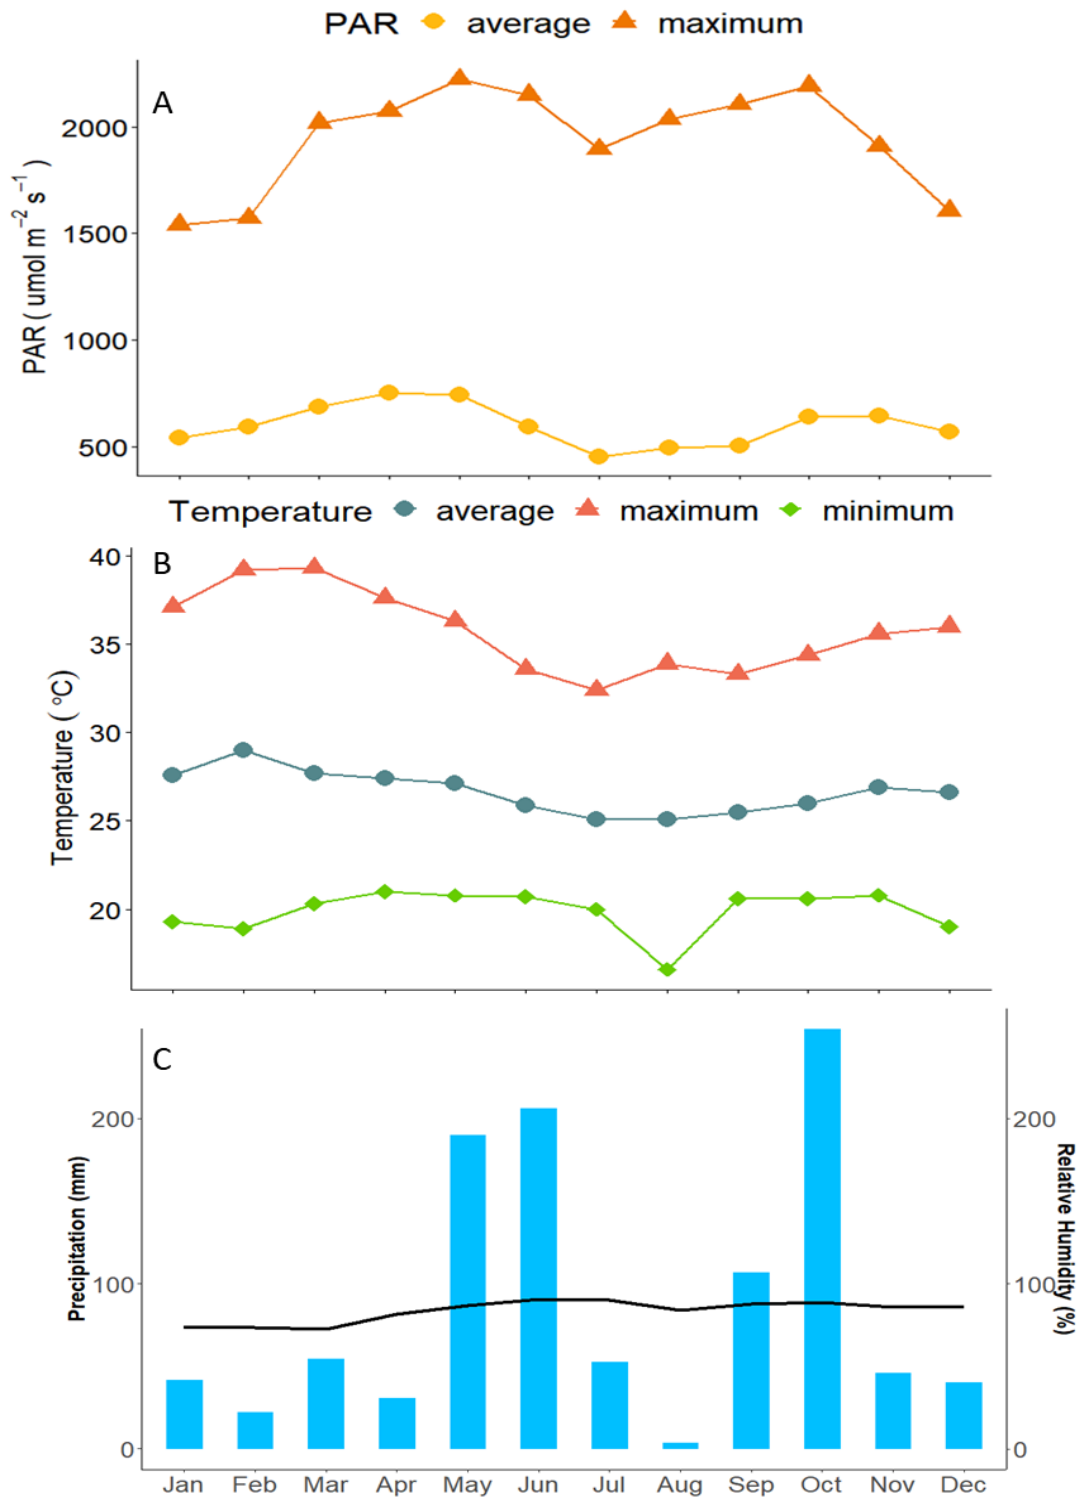 PAR average maximum
A
2000
1500
1000
500
PAR ( umol m⁻² s⁻¹ )
Temperature average maximum minimum
B
40
35
30
25
20
Temperature ( °C)
C
200
100
0
Precipitation (mm)
200
100
0
Relative Humidity (%)
Jan Feb Mar Apr May Jun Jul Aug Sep Oct Nov Dec